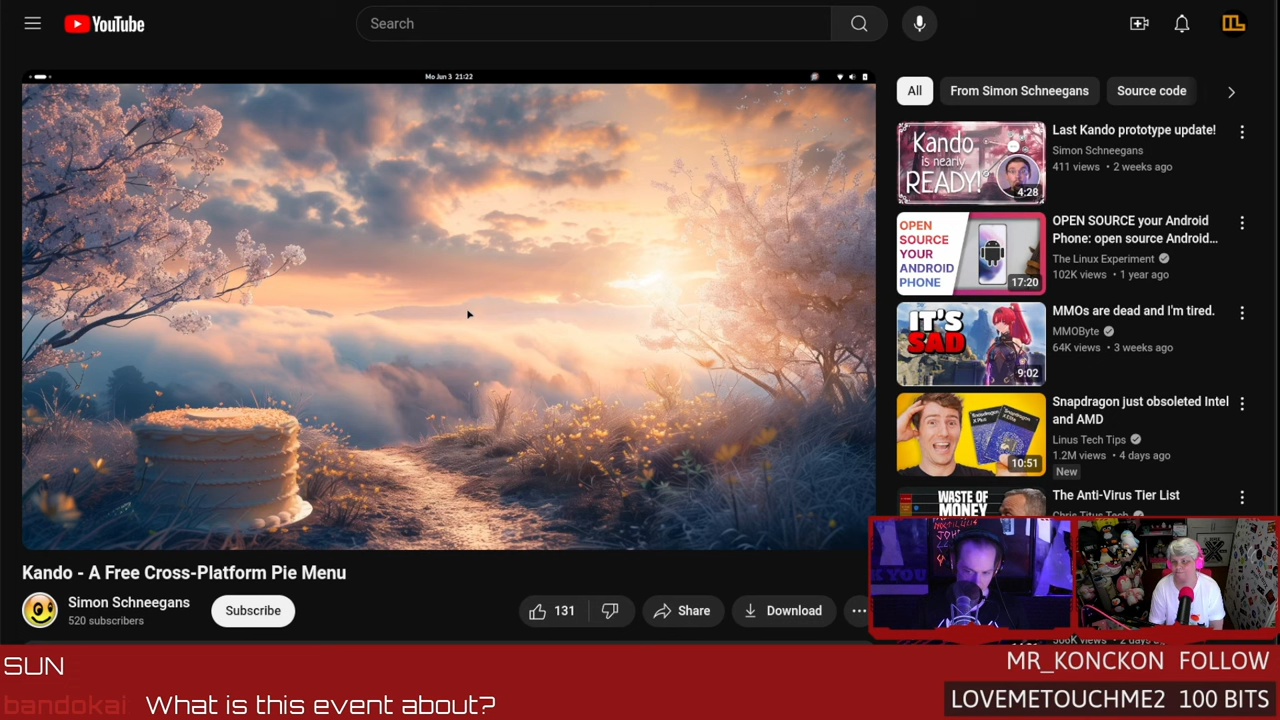 YouTube
Search
Mo Jun 3 21:22
All
From Simon Schneegans
Source code
Kando
is nearly
READY!
4:28
Last Kando prototype update!
Simon Schneegans
411 views • 2 weeks ago
OPEN
SOURCE
YOUR
ANDROID
PHONE
17:20
OPEN SOURCE your Android
Phone: open source Android...
The Linux Experiment
102K views • 1 year ago
IT'S
SAD
9:02
MMOs are dead and I'm tired.
MMOByte
64K views • 3 weeks ago
10:51
Snapdragon just obsoleted Intel
and AMD
Linus Tech Tips
1.2M views • 4 days ago
New
WASTE OF
MONEY
The Anti-Virus Tier List
Chris Titus Tech
Kando - A Free Cross-Platform Pie Menu
Simon Schneegans
520 subscribers
Subscribe
131
Share
Download
SUN
bandokai What is this event about?
MR_KONCKON FOLLOW
LOVEMETOUCHME2 100 BITS